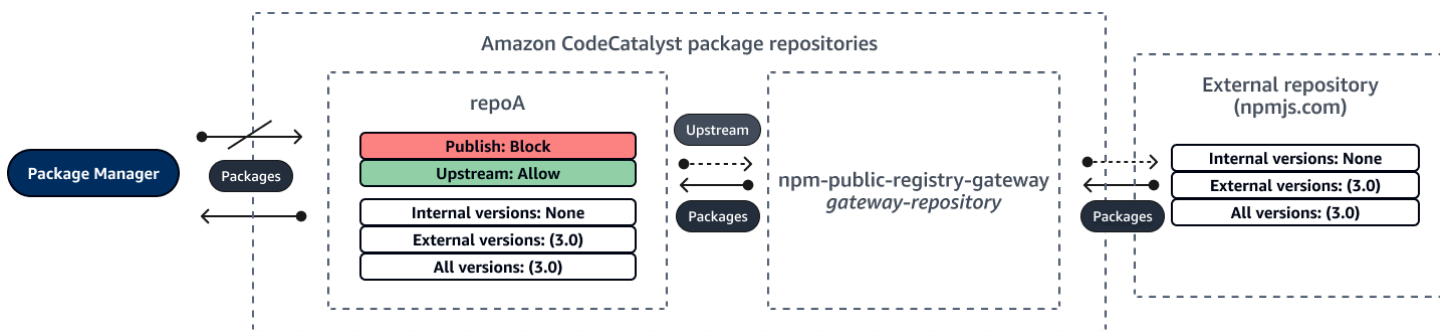 Amazon CodeCatalyst package repositories
Package Manager
Packages
repoA
Publish: Block
Upstream: Allow
Internal versions: None
External versions: (3.0)
All versions: (3.0)
Upstream
Packages
npm-public-registry-gateway
gateway-repository
Packages
External repository
(npmjs.com)
Internal versions: None
External versions: (3.0)
All versions: (3.0)